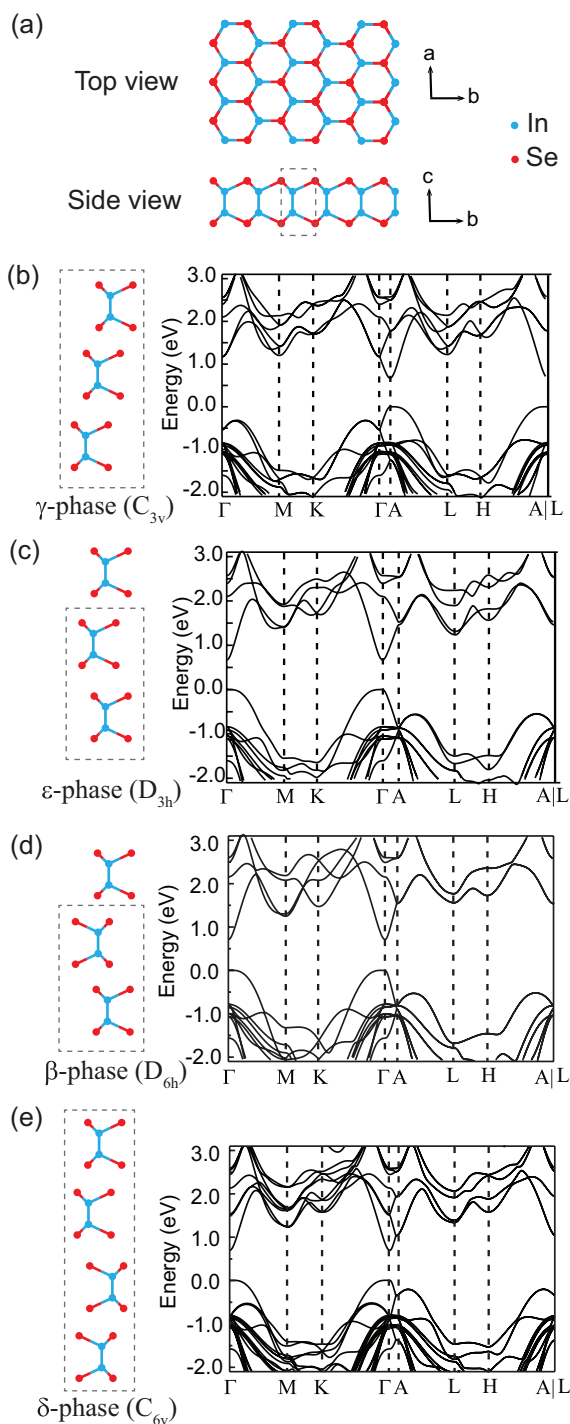 (a)
Top view
a
b
In
Se
Side view
c
b
(b)
γ-phase (C3v)
Energy (eV)
3.0
2.0
1.0
0.0
-1.0
-2.0
Γ M K Γ A L H A|L
(c)
ε-phase (D3h)
Energy (eV)
3.0
2.0
1.0
0.0
-1.0
-2.0
Γ M K Γ A L H A|L
(d)
β-phase (D6h)
Energy (eV)
3.0
2.0
1.0
0.0
-1.0
-2.0
Γ M K Γ A L H A|L
(e)
δ-phase (C6v)
Energy (eV)
3.0
2.0
1.0
0.0
-1.0
-2.0
Γ M K Γ A L H A|L